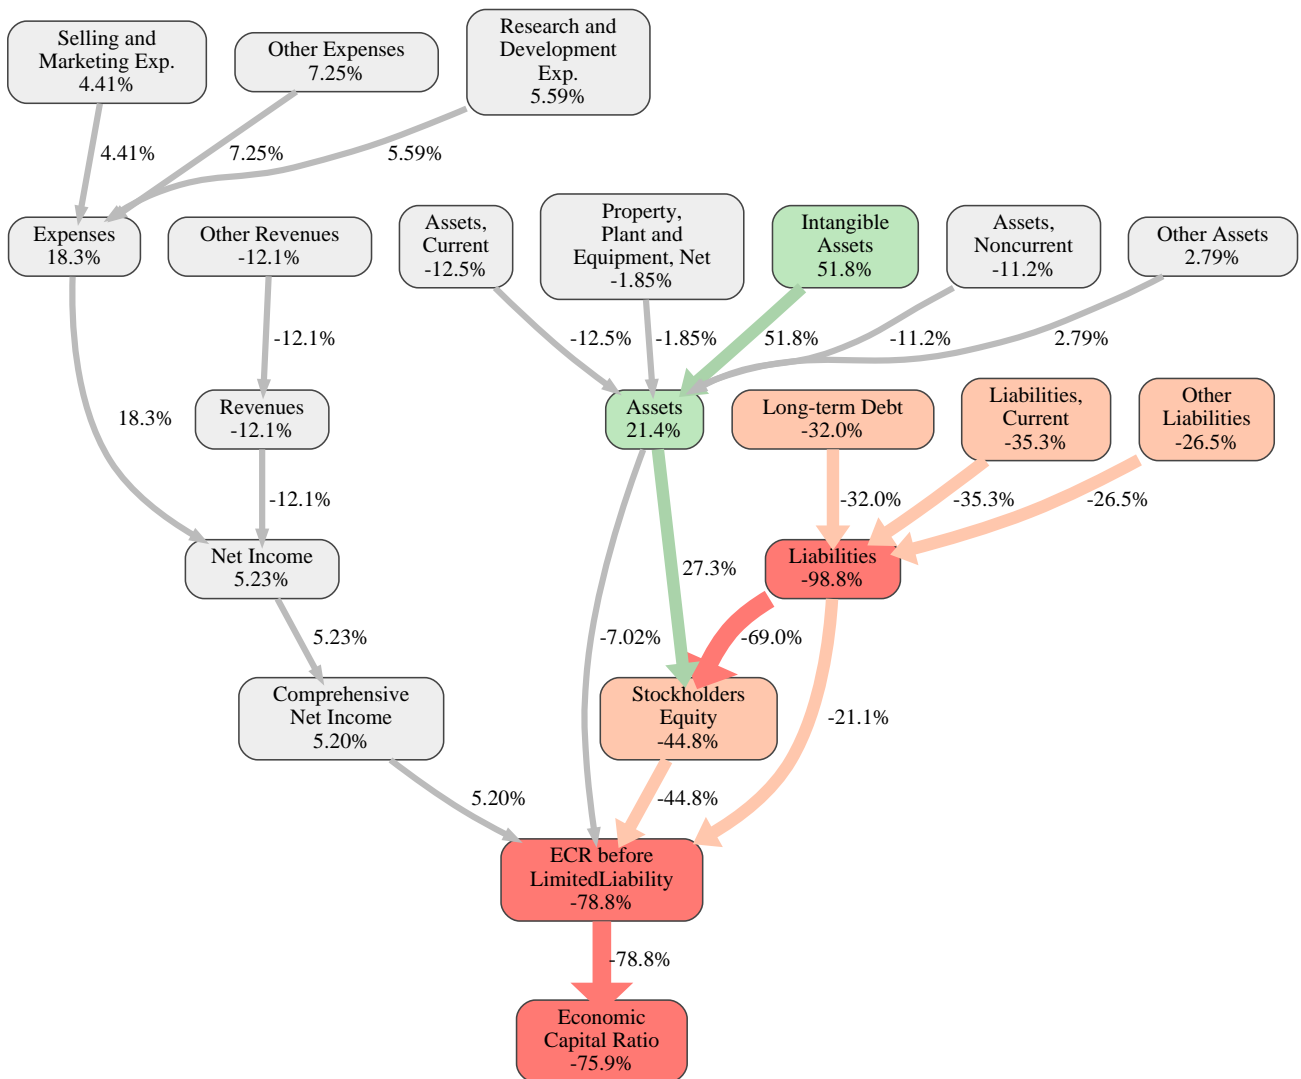 Selling and
Marketing Exp.
4.41%
Other Expenses
7.25%
Research and
Development
Exp.
5.59%
4.41%
7.25%
5.59%
Expenses
18.3%
Other Revenues
-12.1%
Assets,
Current
-12.5%
Property,
Plant and
Equipment, Net
-1.85%
Intangible
Assets
51.8%
Assets,
Noncurrent
-11.2%
Other Assets
2.79%
-12.1%
-12.5%
-1.85%
51.8%
-11.2%
2.79%
18.3%
Revenues
-12.1%
Assets
21.4%
Long-term Debt
-32.0%
Liabilities,
Current
-35.3%
Other
Liabilities
-26.5%
-12.1%
-32.0%
-35.3%
-26.5%
Net Income
5.23%
27.3%
Liabilities
-98.8%
5.23%
-7.02%
-69.0%
Comprehensive
Net Income
5.20%
Stockholders
Equity
-44.8%
-21.1%
5.20%
-44.8%
ECR before
LimitedLiability
-78.8%
-78.8%
Economic
Capital Ratio
-75.9%